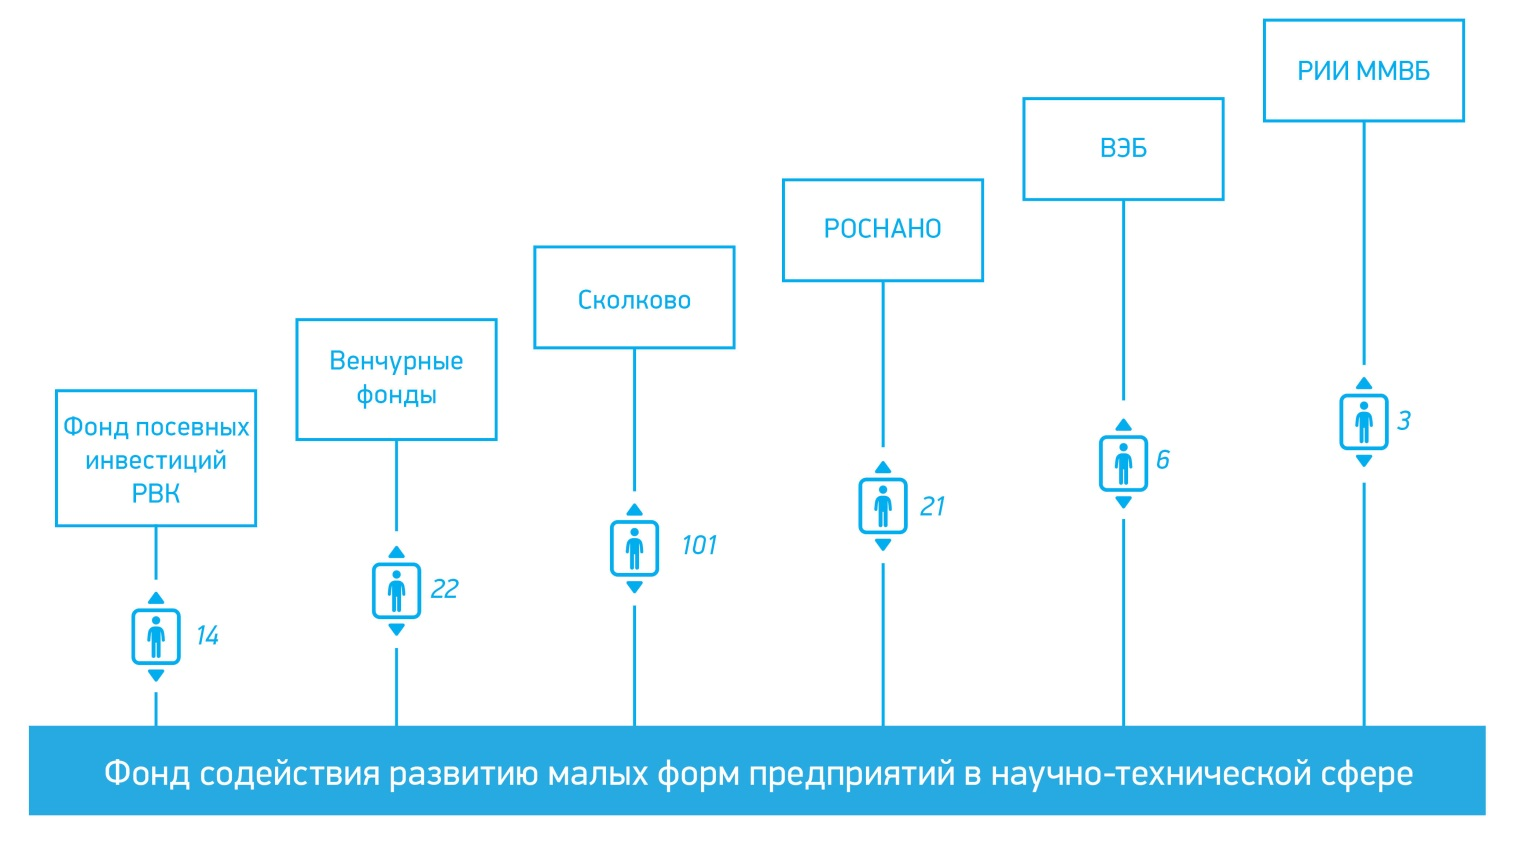 РИИ ММВБ
ВЭБ
РОСНАНО
Сколково
Венчурные
фонды
Фонд посевных
инвестиций
РВК
14
22
101
21
6
3
Фонд содействия развитию малых форм предприятий в научно-технической сфере